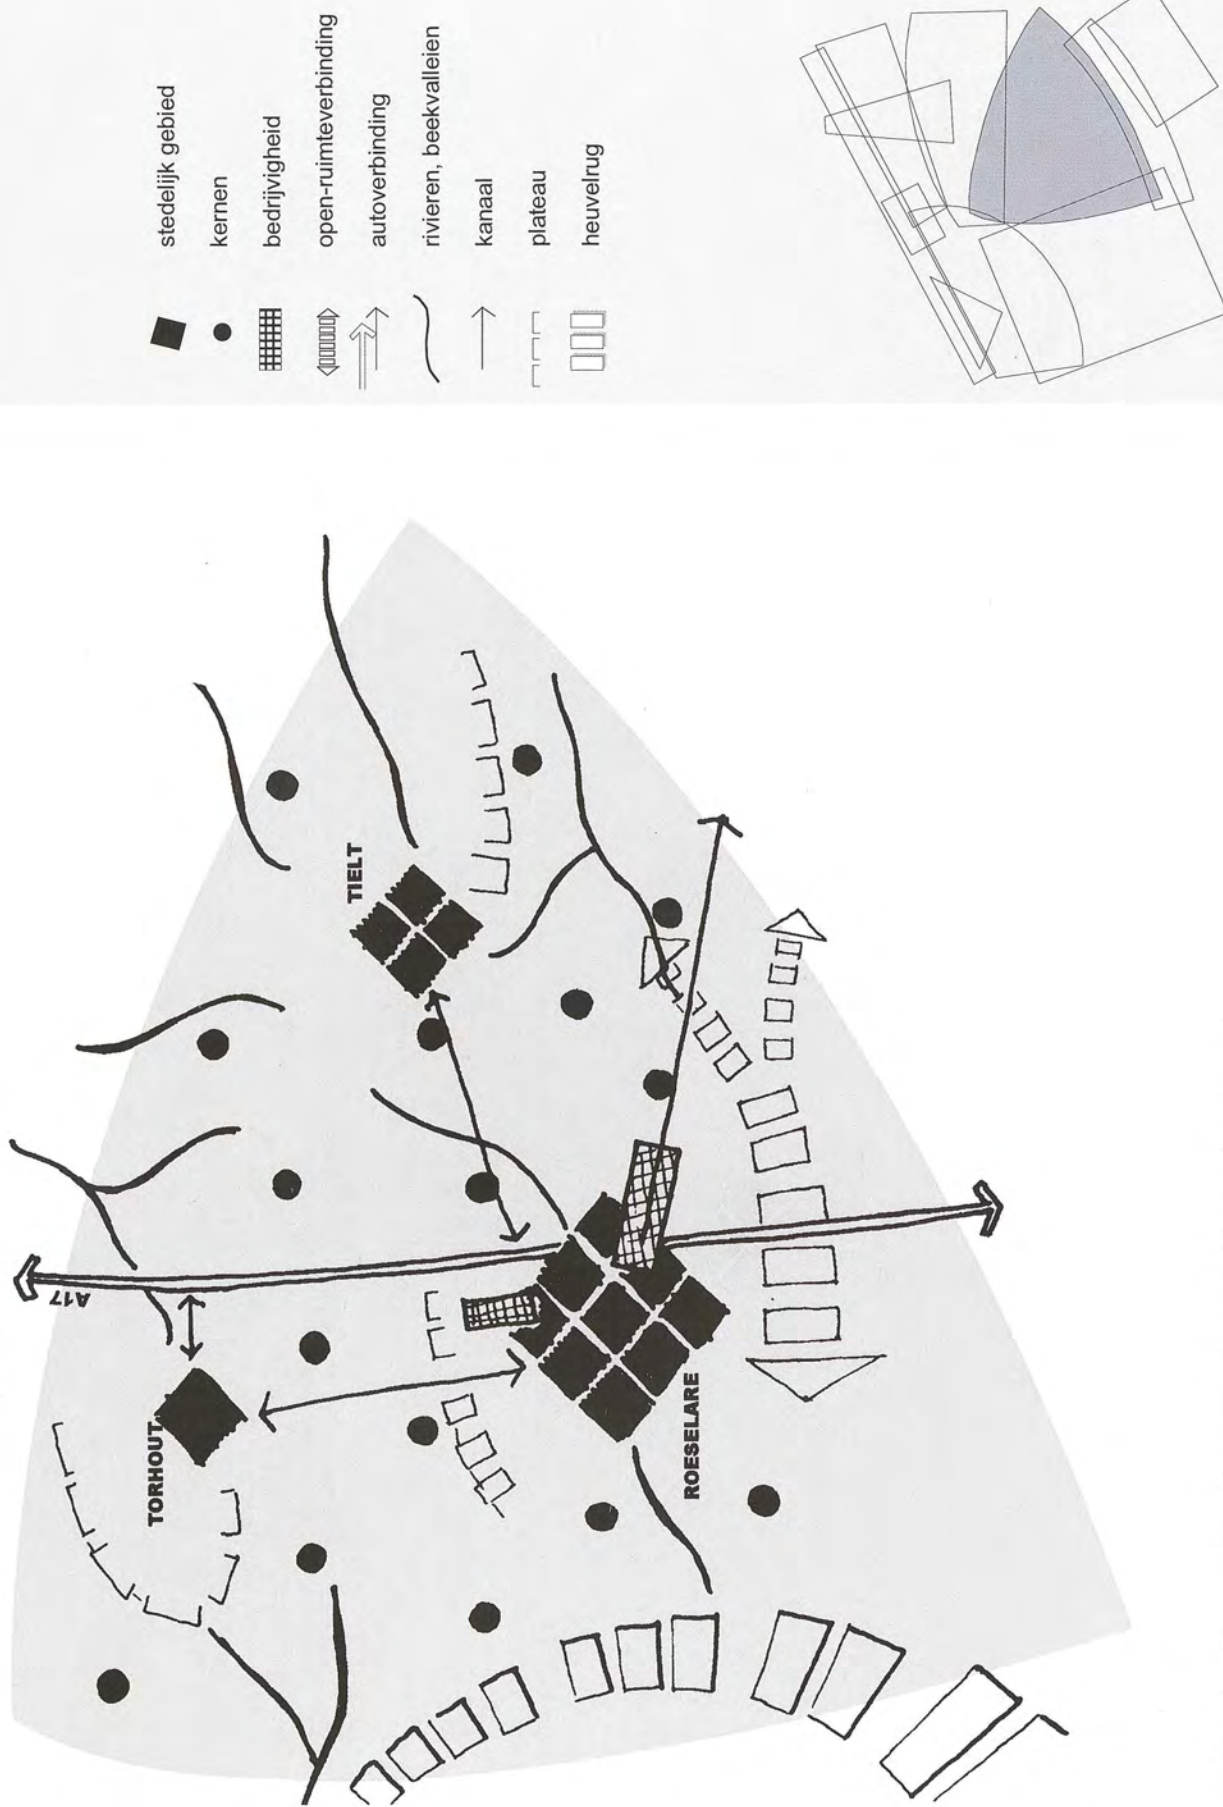 stedelijk gebied
kernen
bedrijvigheid
open-ruimteverbinding
autoverbinding
rivieren, beekvalleien
kanaal
plateau
heuvelrug
TIELT
A17
TORHOUT
ROESELARE